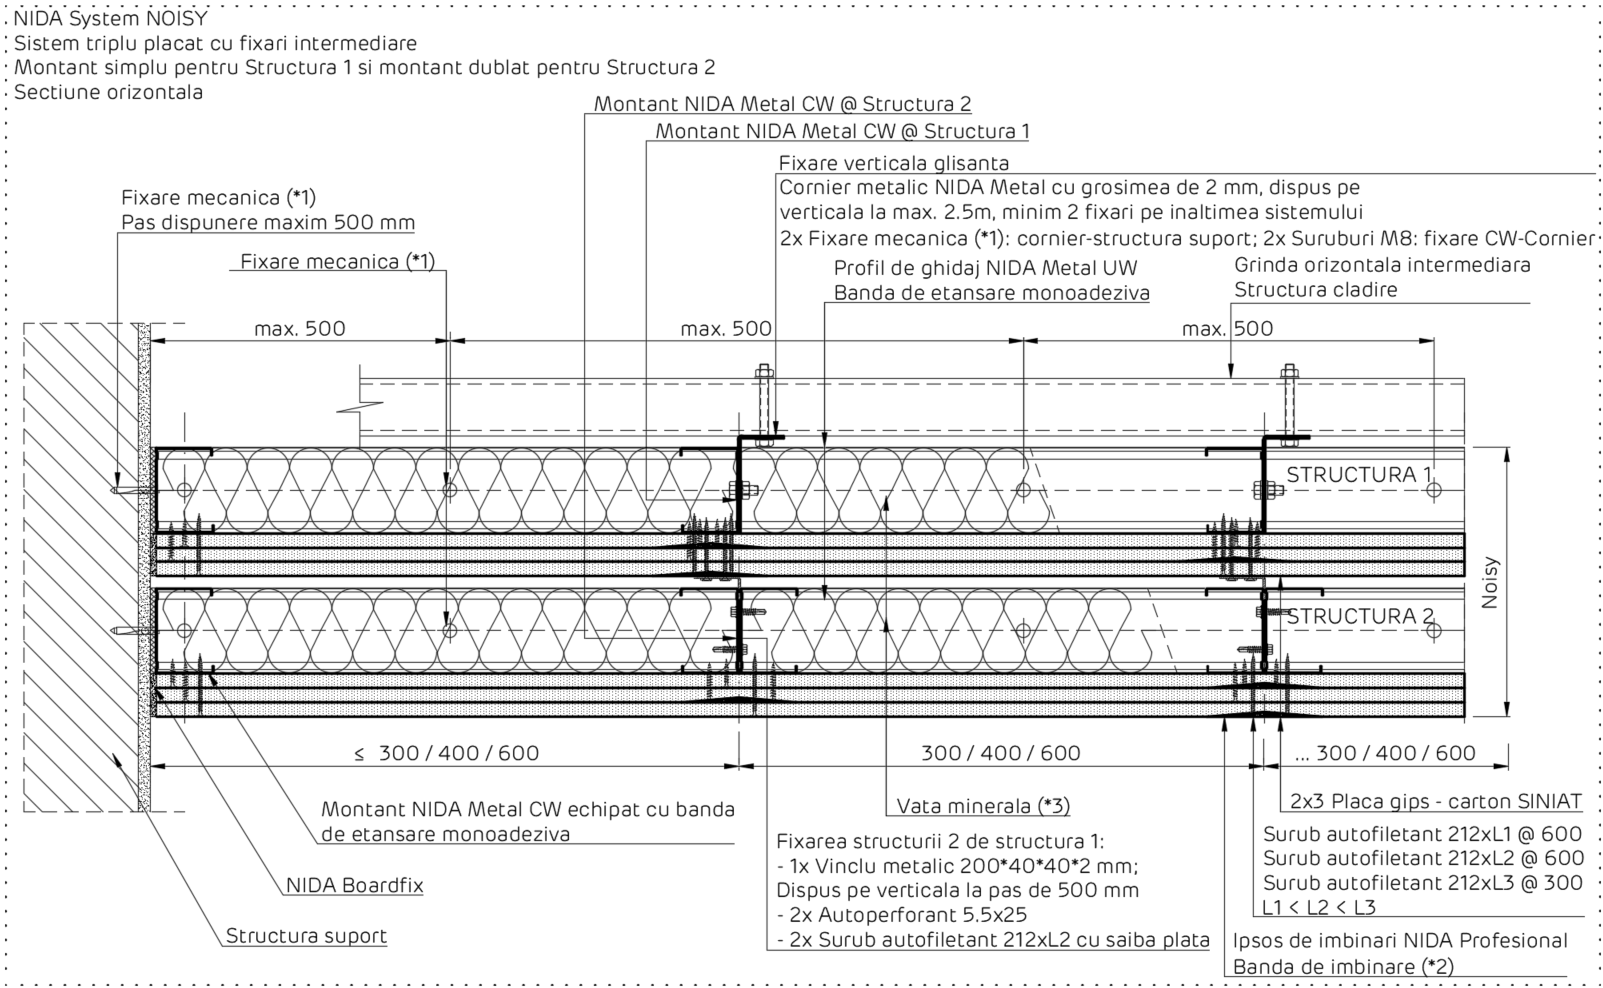 NIDA System NOISY
Sistem triplu placat cu fixari intermediare
Montant simplu pentru Structura 1 si montant dublat pentru Structura 2
Sectiune orizontala
Montant NIDA Metal CW @ Structura 2
Montant NIDA Metal CW @ Structura 1
Fixare verticala glisanta
Cornier metalic NIDA Metal cu grosimea de 2 mm, dispus pe
verticala la max. 2.5m, minim 2 fixari pe inaltimea sistemului
2x Fixare mecanica (*1): cornier-structura suport; 2x Suruburi M8: fixare CW-Cornier
Fixare mecanica (*1)
Pas dispunere maxim 500 mm
Fixare mecanica (*1)
Profil de ghidaj NIDA Metal UW
Banda de etansare monoadeziva
Grinda orizontala intermediara
Structura cladire
max. 500
max. 500
max. 500
STRUCTURA 1
Noisy
STRUCTURA 2
≤ 300 / 400 / 600
300 / 400 / 600
... 300 / 400 / 600
Montant NIDA Metal CW echipat cu banda
de etansare monoadeziva
NIDA Boardfix
Structura suport
Vata minerala (*3)
Fixarea structurii 2 de structura 1:
- 1x Vinclu metalic 200*40*40*2 mm;
Dispus pe verticala la pas de 500 mm
- 2x Autoperforant 5.5x25
- 2x Surub autofiletant 212xL2 cu saiba plata
2x3 Placa gips - carton SINIAT
Surub autofiletant 212xL1 @ 600
Surub autofiletant 212xL2 @ 600
Surub autofiletant 212xL3 @ 300
L1 < L2 < L3
Ipsos de imbinari NIDA Profesional
Banda de imbinare (*2)